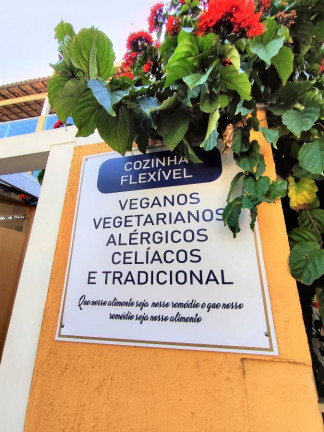 COZINHA
FLEXÍVEL
VEGANOS
VEGETARIANOS
ALÉRGICOS
CELÍACOS
E TRADICIONAL
Que nosso alimento seja nosso remédio e que nosso
remédio seja nosso alimento